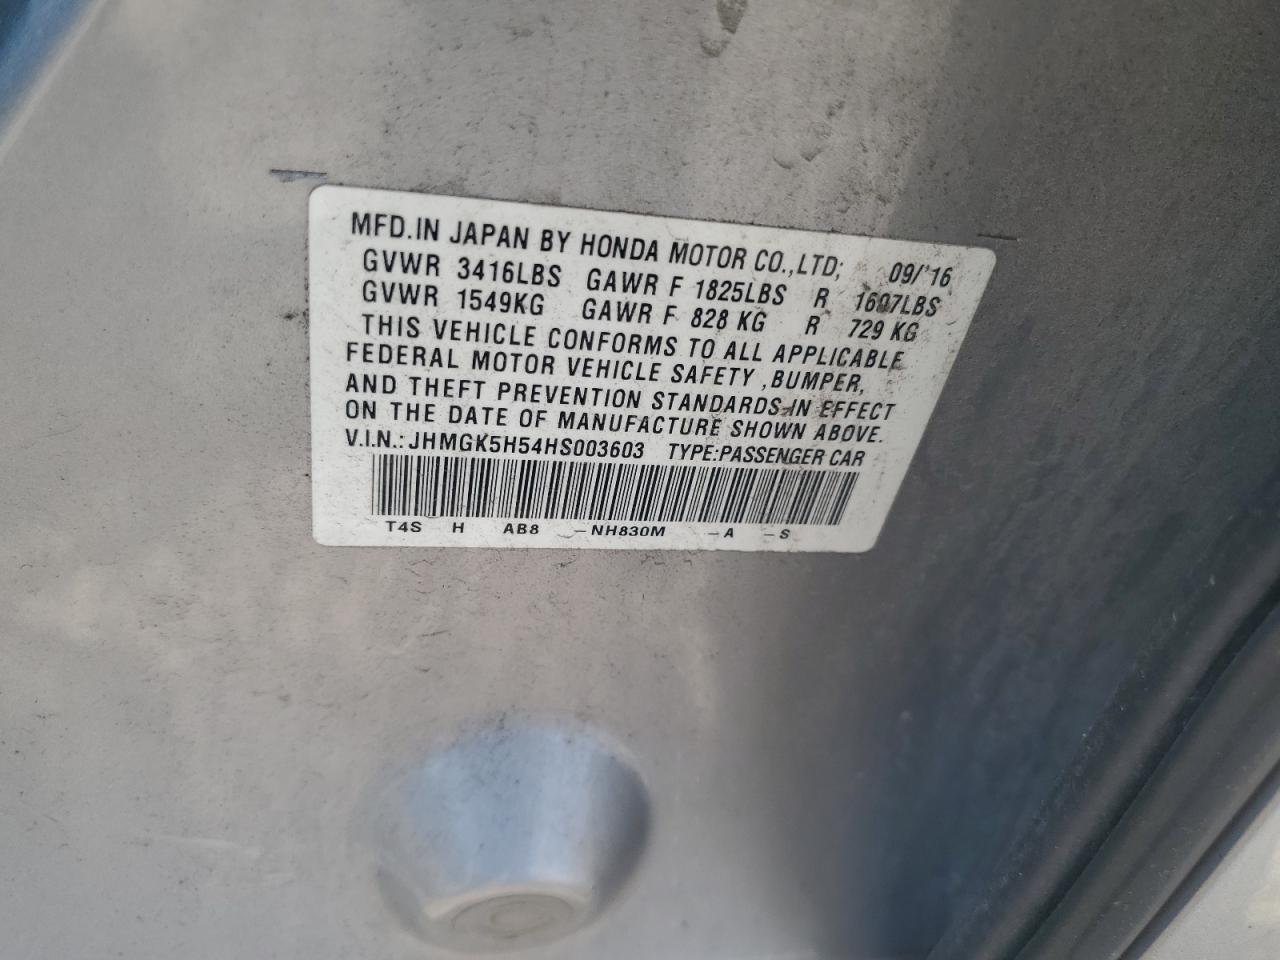 MFD.IN JAPAN BY HONDA MOTOR CO.,LTD; 09/'16
GVWR 3416LBS GAWR F 1825LBS R 1607LBS
GVWR 1549KG GAWR F 828 KG R 729 KG
THIS VEHICLE CONFORMS TO ALL APPLICABLE
FEDERAL MOTOR VEHICLE SAFETY ,BUMPER,
AND THEFT PREVENTION STANDARDS IN EFFECT
ON THE DATE OF MANUFACTURE SHOWN ABOVE.
V.I.N.: JHMGK5H54HS003603 TYPE:PASSENGER CAR
T4S H AB8 -NH830M -A -S